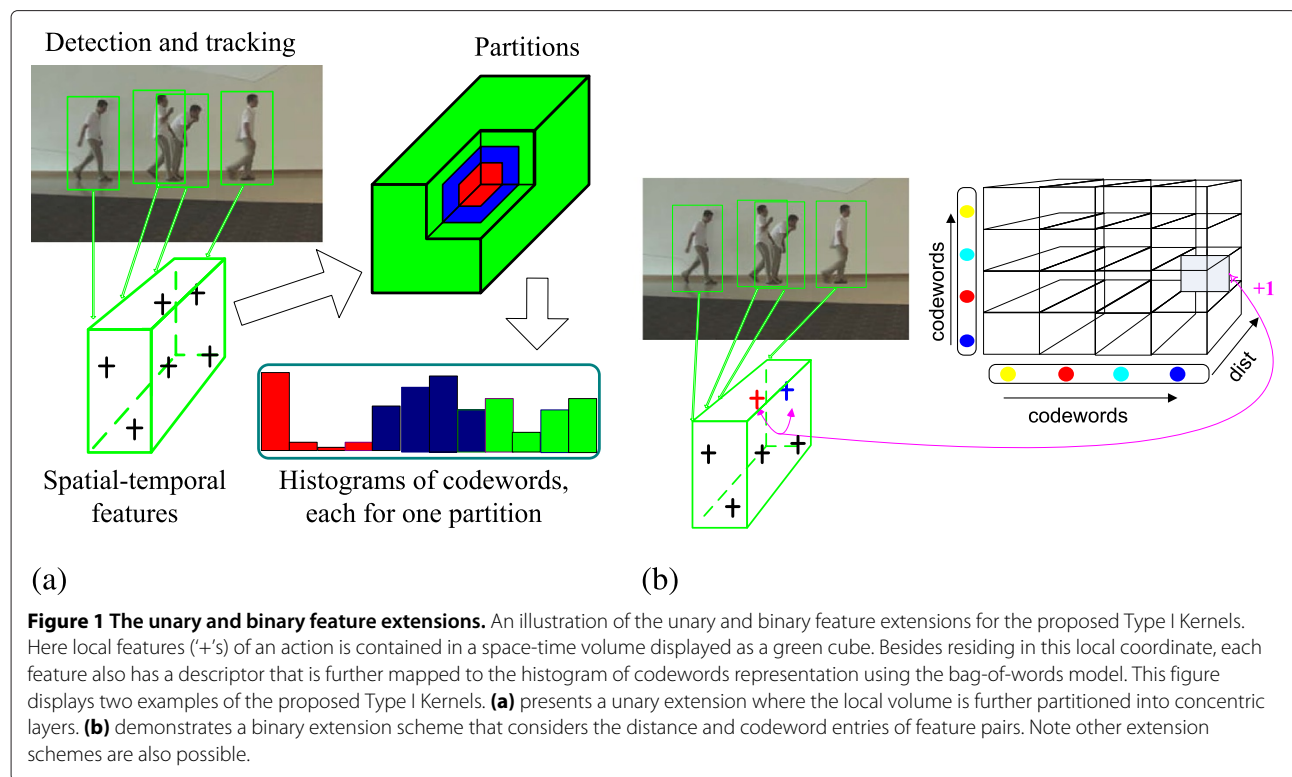 Detection and tracking
Partitions
Spatial-temporal
features
Histograms of codewords,
each for one partition
(a)
codewords
+1
dist
codewords
(b)
Figure 1 The unary and binary feature extensions. An illustration of the unary and binary feature extensions for the proposed Type I Kernels.
Here local features (‘+’s) of an action is contained in a space-time volume displayed as a green cube. Besides residing in this local coordinate, each
feature also has a descriptor that is further mapped to the histogram of codewords representation using the bag-of-words model. This figure
displays two examples of the proposed Type I Kernels. (a) presents a unary extension where the local volume is further partitioned into concentric
layers. (b) demonstrates a binary extension scheme that considers the distance and codeword entries of feature pairs. Note other extension
schemes are also possible.